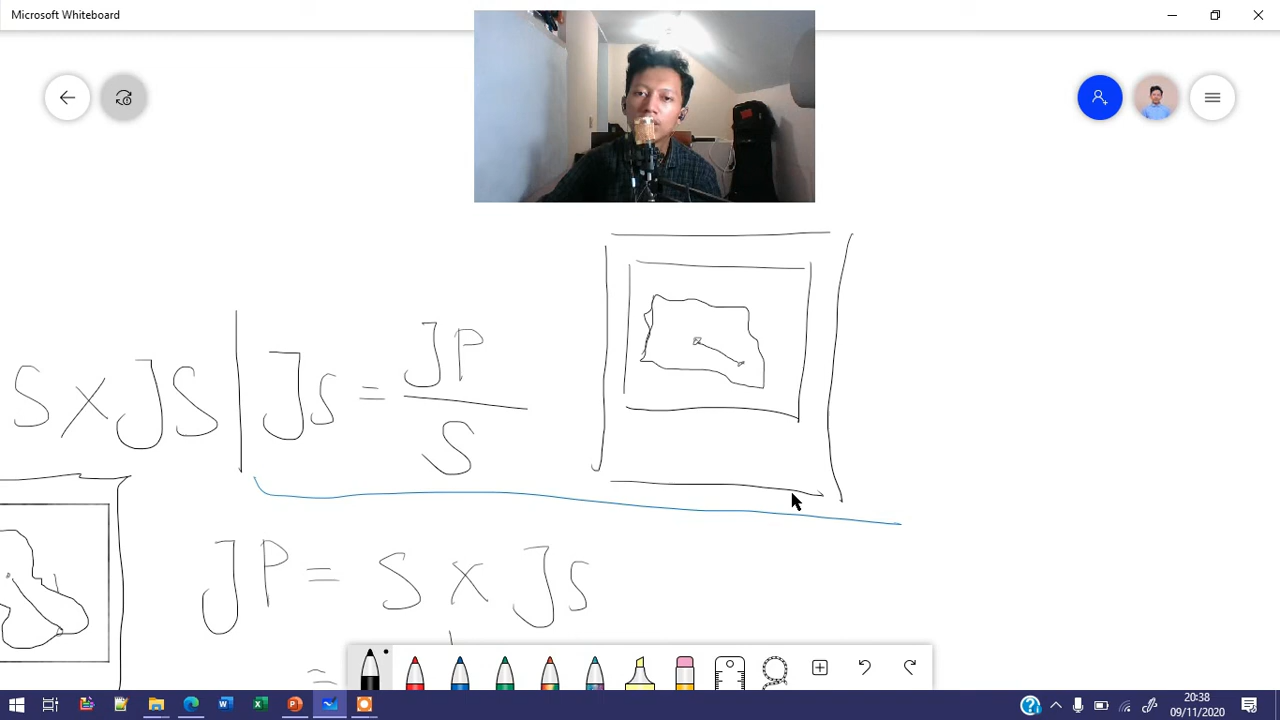 Microsoft Whiteboard
S X JS | Js = JP
S
JP = S X Js
=
20:38
09/11/2020